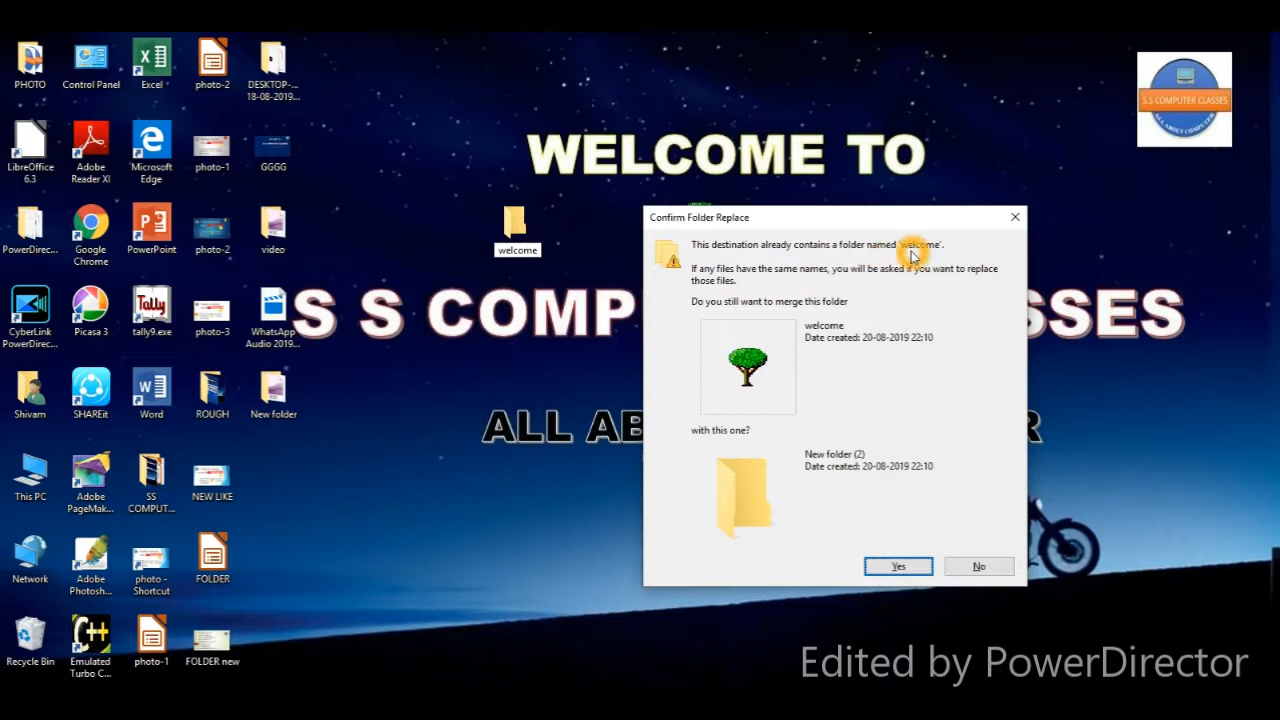 PHOTO
Control Panel
Excel
photo-2
DESKTOP-...
18-08-2019...
LibreOffice
6.3
Adobe
Reader XI
Microsoft
Edge
photo-1
GGGG
PowerDirec...
Google
Chrome
PowerPoint
photo-2
video
CyberLink
PowerDirec...
Picasa 3
Tally
tally9.exe
photo-3
WhatsApp
Audio 2019...
Shivam
SHAREit
Word
ROUGH
New folder
This PC
Adobe
PageMak...
SS
COMPUT...
NEW LIKE
Network
Adobe
Photosh...
photo -
Shortcut
FOLDER
Recycle Bin
C++
Emulated
Turbo C...
photo-1
FOLDER new
WELCOME TO
welcome
S S COMP
SSES
ALL AB
R
S.S COMPUTER CLASSES
ALL ABOUT COMPUTER
Confirm Folder Replace
This destination already contains a folder named 'welcome'.
If any files have the same names, you will be asked if you want to replace
those files.
Do you still want to merge this folder
welcome
Date created: 20-08-2019 22:10
with this one?
New folder (2)
Date created: 20-08-2019 22:10
Yes
No
Edited by PowerDirector